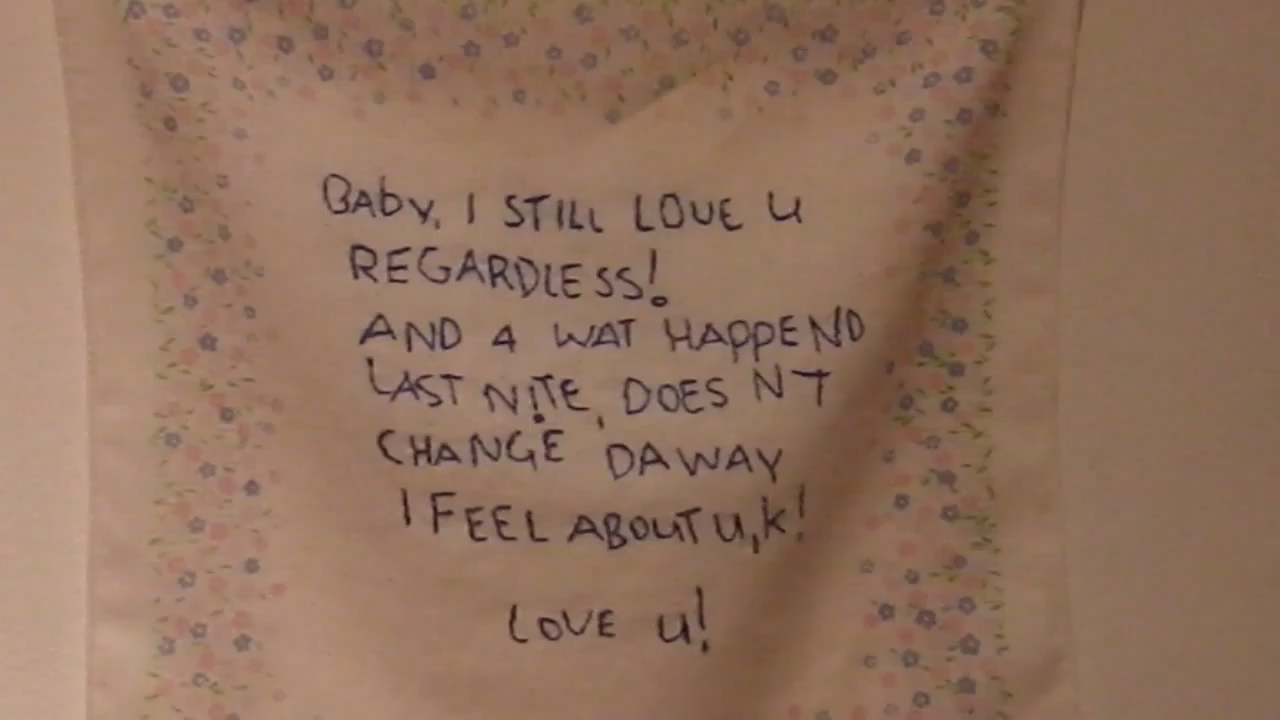 Baby, I STILL LOVE U
REGARDLESS!
AND 4 WAT HAPPEND
LAST NITE, DOES NT
CHANGE DA WAY
I FEEL ABOUT U, K!
LOVE U!